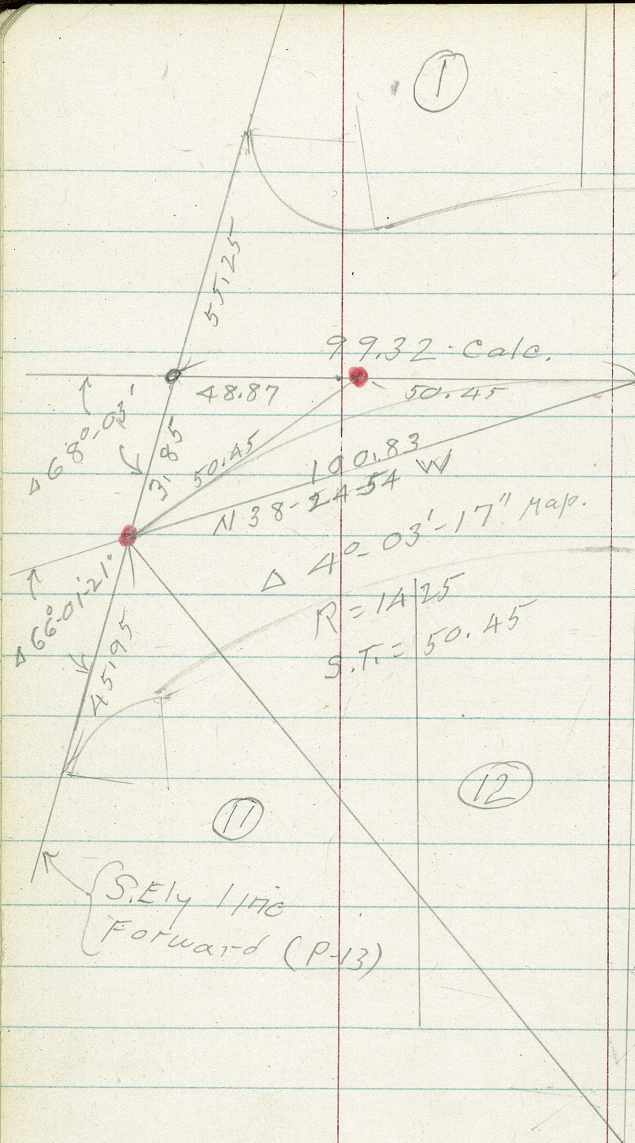 1
55.25
99.32 - Calc.
48.87
50.45
Δ 68°-03'
3.85
50.45
100.83
N 38-24-54 W
Δ 4°-03'-17" Map.
Δ 66°-01-21"
R = 1425
S.T. = 50.45
45.95
12
11
S.Ely line
Forward (P-13)